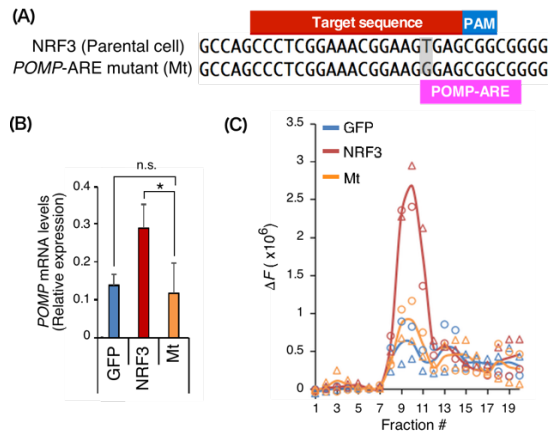 (A)
Target sequence PAM
NRF3 (Parental cell) GCCAGCCCTCGGAAACGGAAGTGAGCGGCGGGG
POMP-ARE mutant (Mt) GCCAGCCCTCGGAAACGGAAGGGAGCGGCGGGG
POMP-ARE
(B)
n.s.
*
POMP mRNA levels
(Relative expression)
0.4
0.3
0.2
0.1
0
GFP
NRF3
Mt
(C)
GFP
NRF3
Mt
ΔF ( x10⁶)
3.5
3
2.5
2
1.5
1
0.5
0
1 3 5 7 9 11 13 15 17 19
Fraction #